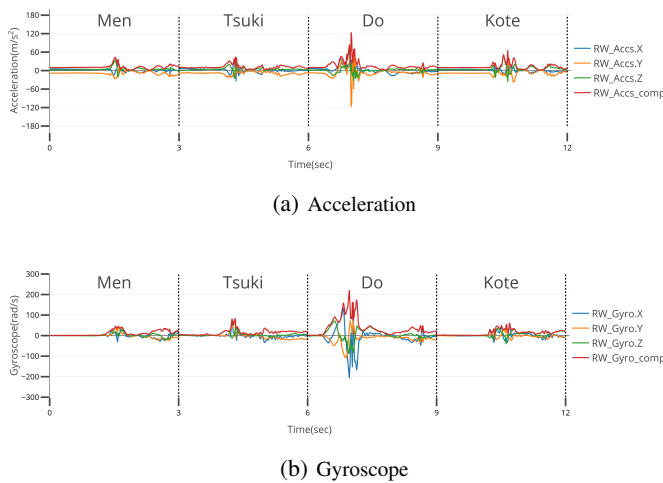 Men Tsuki Do Kote
180
120
60
0
−60
−120
−180
Acceleration(m/s²)
0 3 6 9 12
Time(sec)
RW_Accs.X
RW_Accs.Y
RW_Accs.Z
RW_Accs_comp
(a) Acceleration
Men Tsuki Do Kote
300
200
100
0
−100
−200
−300
Gyroscope(rad/s)
0 3 6 9 12
Time(sec)
RW_Gyro.X
RW_Gyro.Y
RW_Gyro.Z
RW_Gyro_comp
(b) Gyroscope